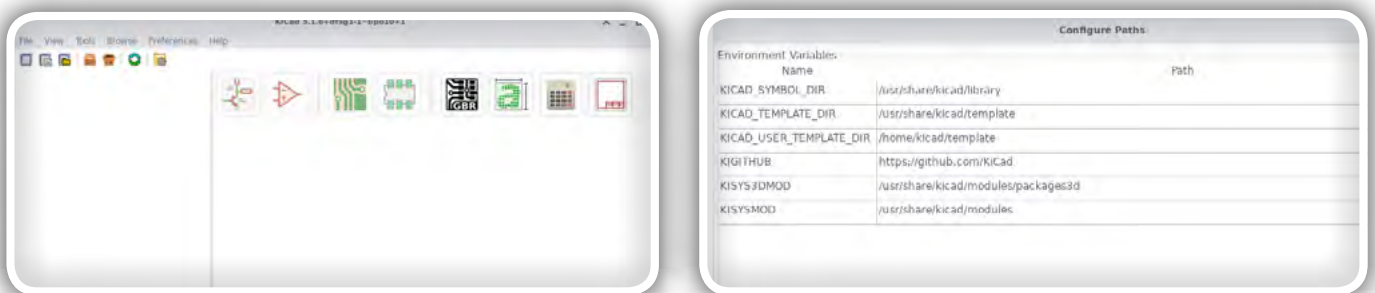 File View Tools Browse Preferences Help
GBR
a
Configure Paths
Environment Variables
Name Path
KICAD_SYMBOL_DIR /usr/share/kicad/library
KICAD_TEMPLATE_DIR /usr/share/kicad/template
KICAD_USER_TEMPLATE_DIR /home/kicad/template
KIGITHUB https://github.com/KiCad
KISYS3DMOD /usr/share/kicad/modules/packages3d
KISYSMOD /usr/share/kicad/modules